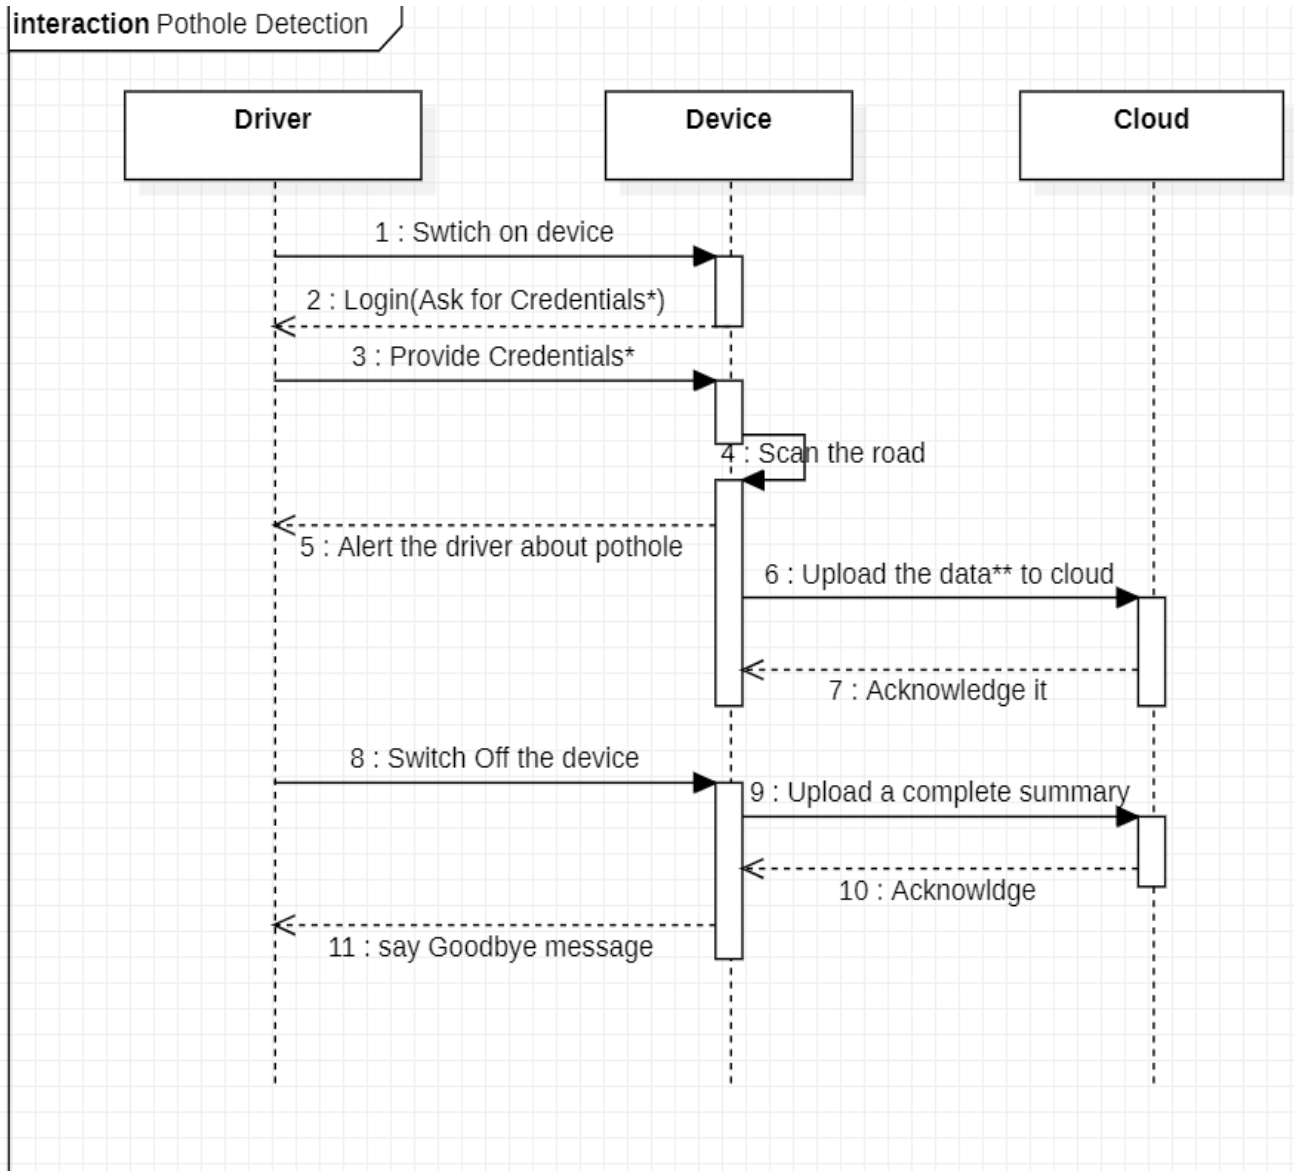 interaction Pothole Detection
Driver
Device
Cloud
1 : Swtich on device
2 : Login(Ask for Credentials*)
3 : Provide Credentials*
4 : Scan the road
5 : Alert the driver about pothole
6 : Upload the data** to cloud
7 : Acknowledge it
8 : Switch Off the device
9 : Upload a complete summary
10 : Acknowldge
11 : say Goodbye message